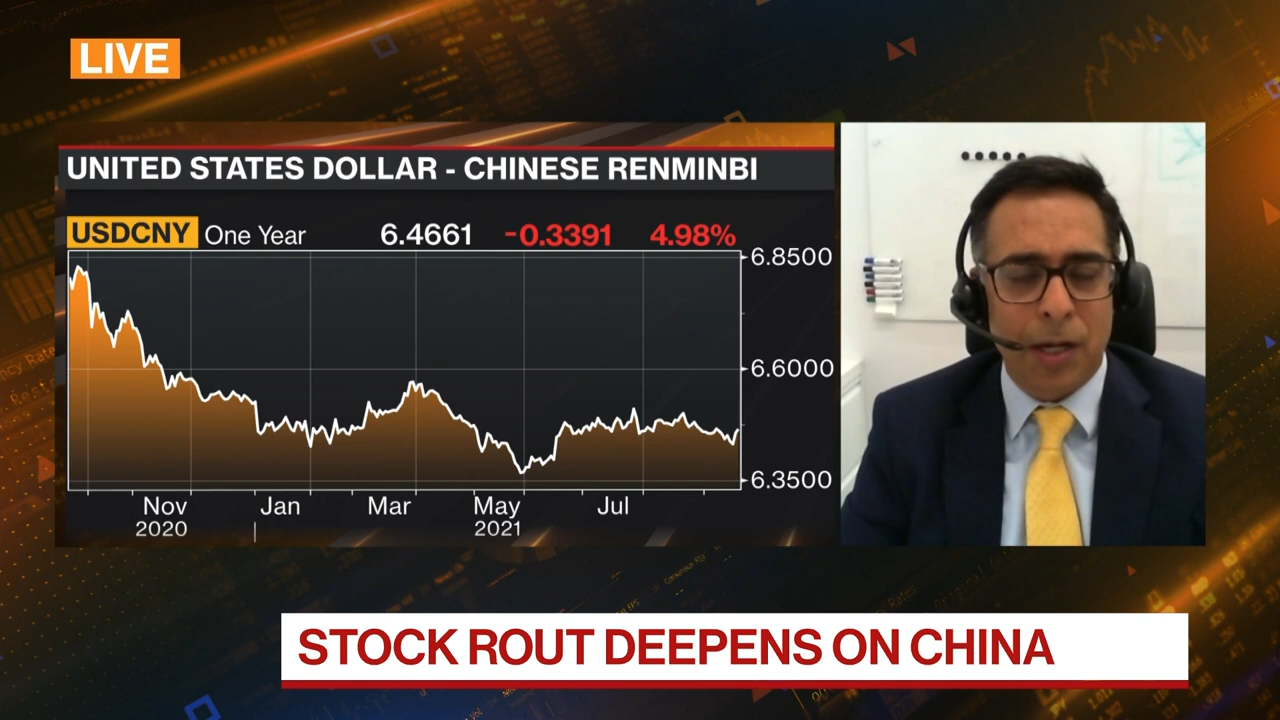 LIVE
UNITED STATES DOLLAR - CHINESE RENMINBI
USDCNY One Year 6.4661 -0.3391 4.98%
6.8500
6.6000
6.3500
Nov Jan Mar May Jul
2020 2021
STOCK ROUT DEEPENS ON CHINA